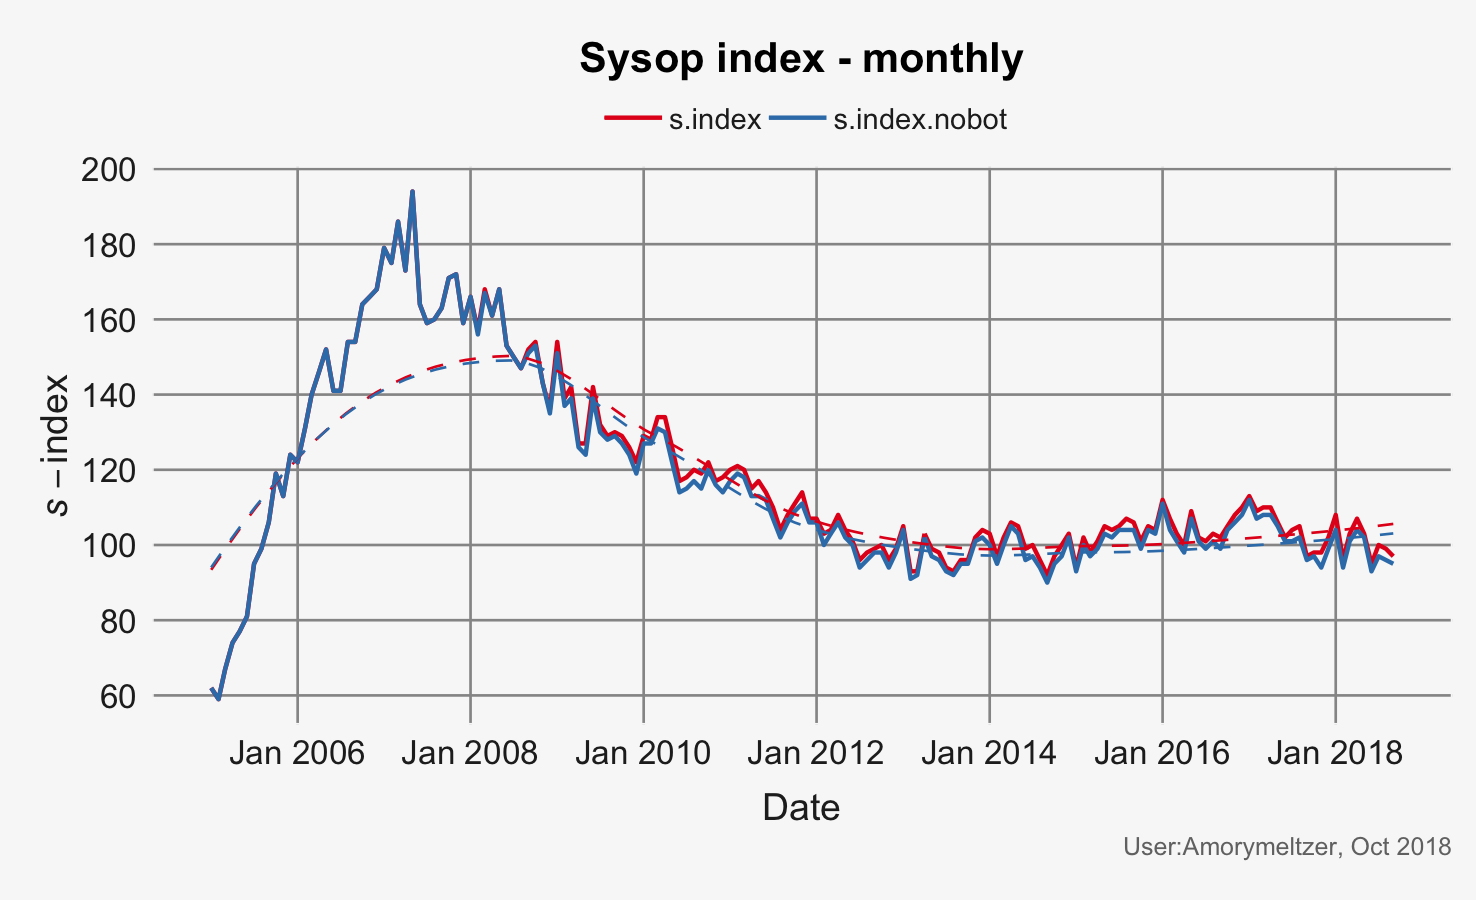 Sysop index - monthly
s.index s.index.nobot
200
180
160
140
120
100
80
60
s – index
Jan 2006 Jan 2008 Jan 2010 Jan 2012 Jan 2014 Jan 2016 Jan 2018
Date
User:Amorymeltzer, Oct 2018